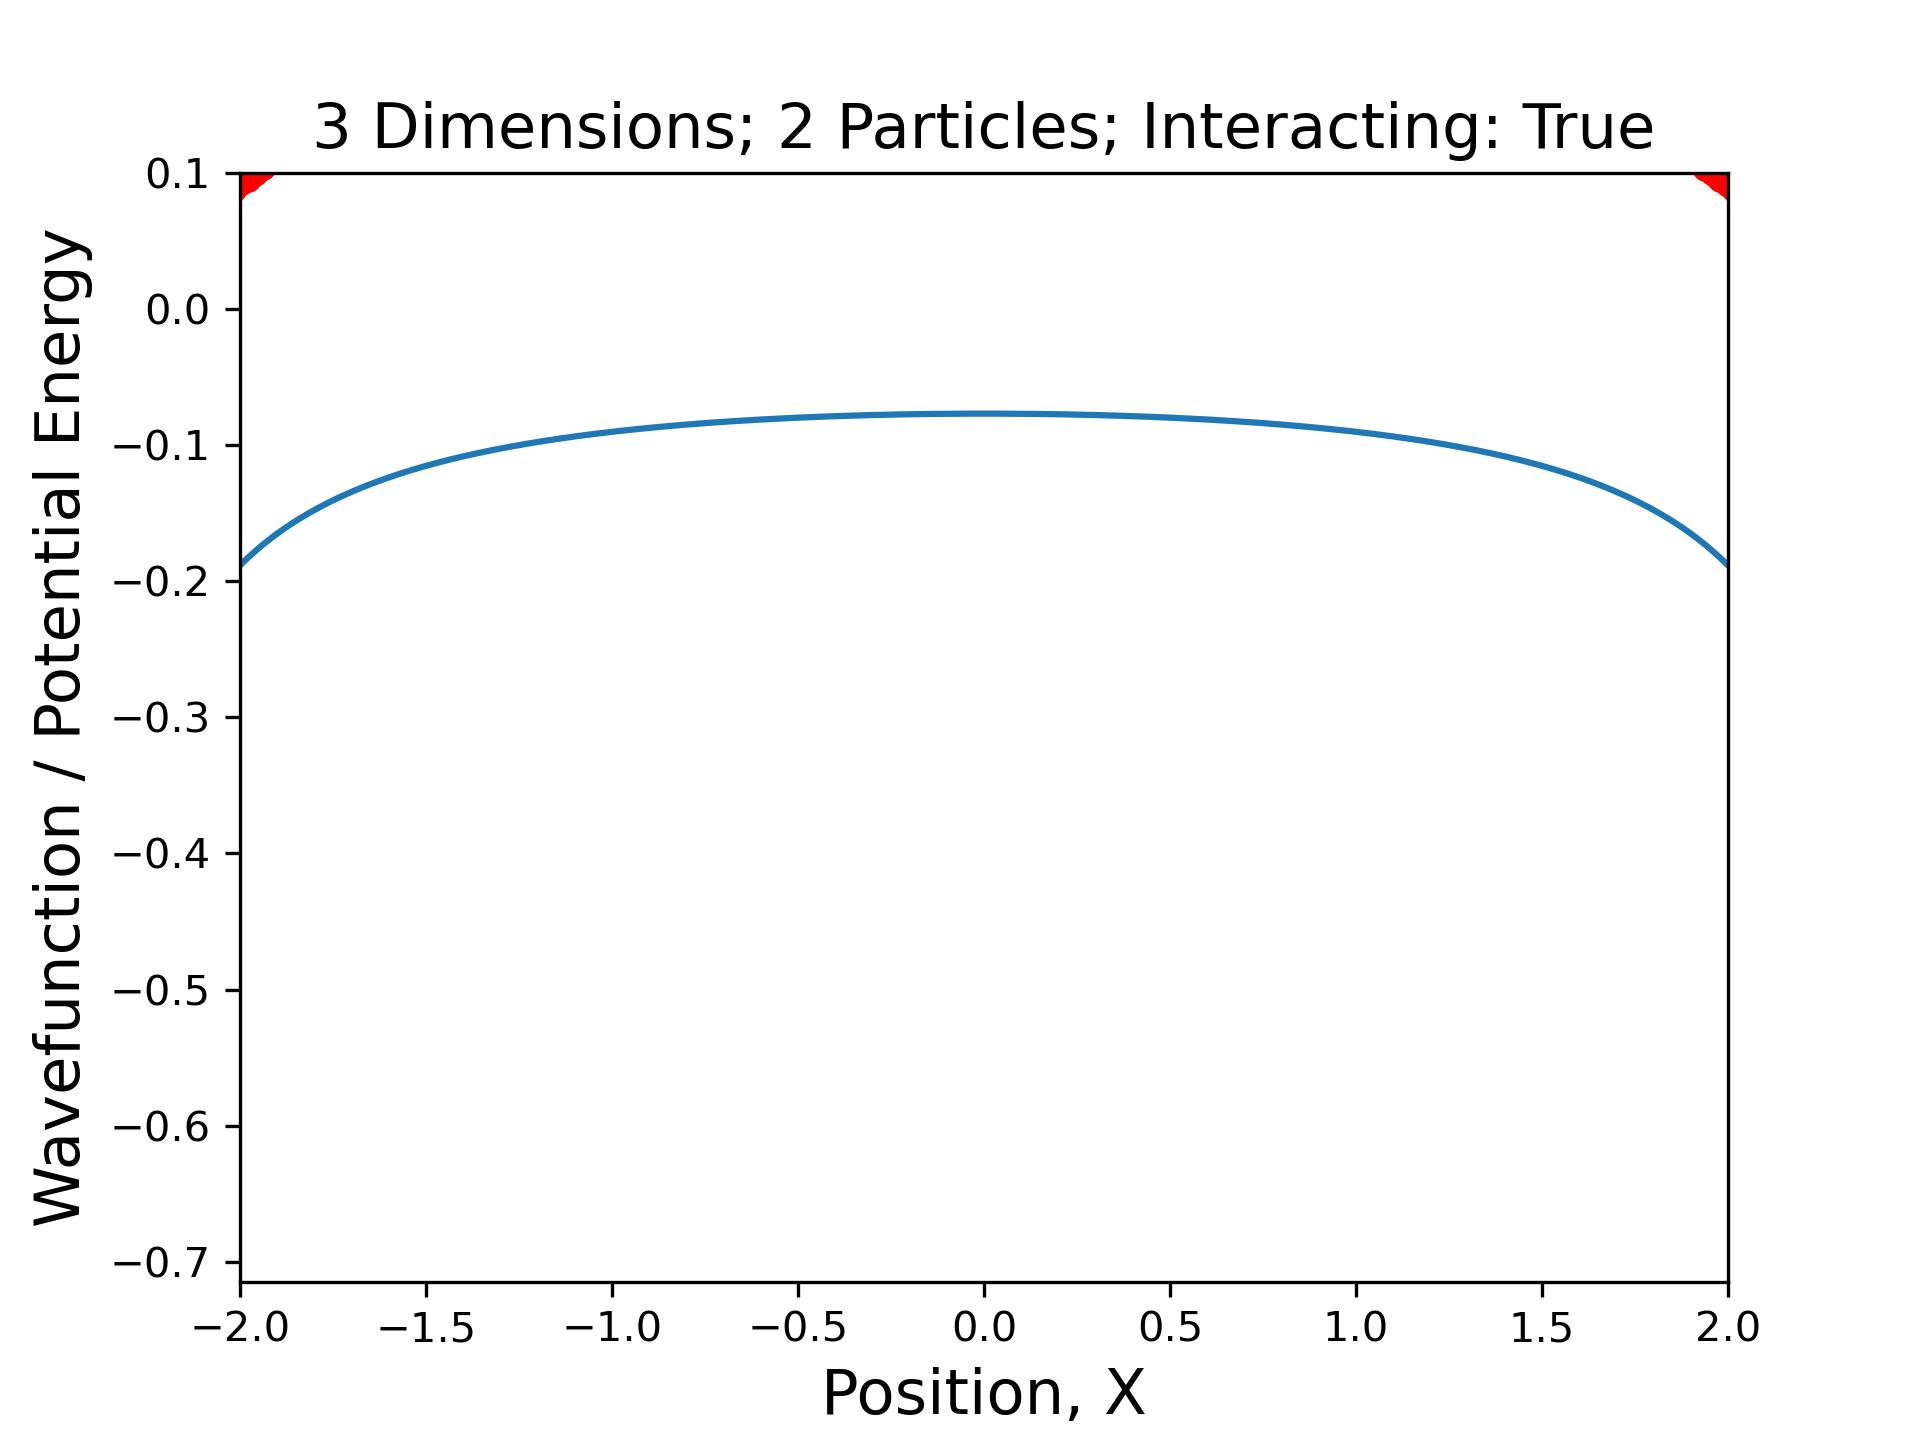 3 Dimensions; 2 Particles; Interacting: True
Wavefunction / Potential Energy
0.1
0.0
−0.1
−0.2
−0.3
−0.4
−0.5
−0.6
−0.7
−2.0 −1.5 −1.0 −0.5 0.0 0.5 1.0 1.5 2.0
Position, X